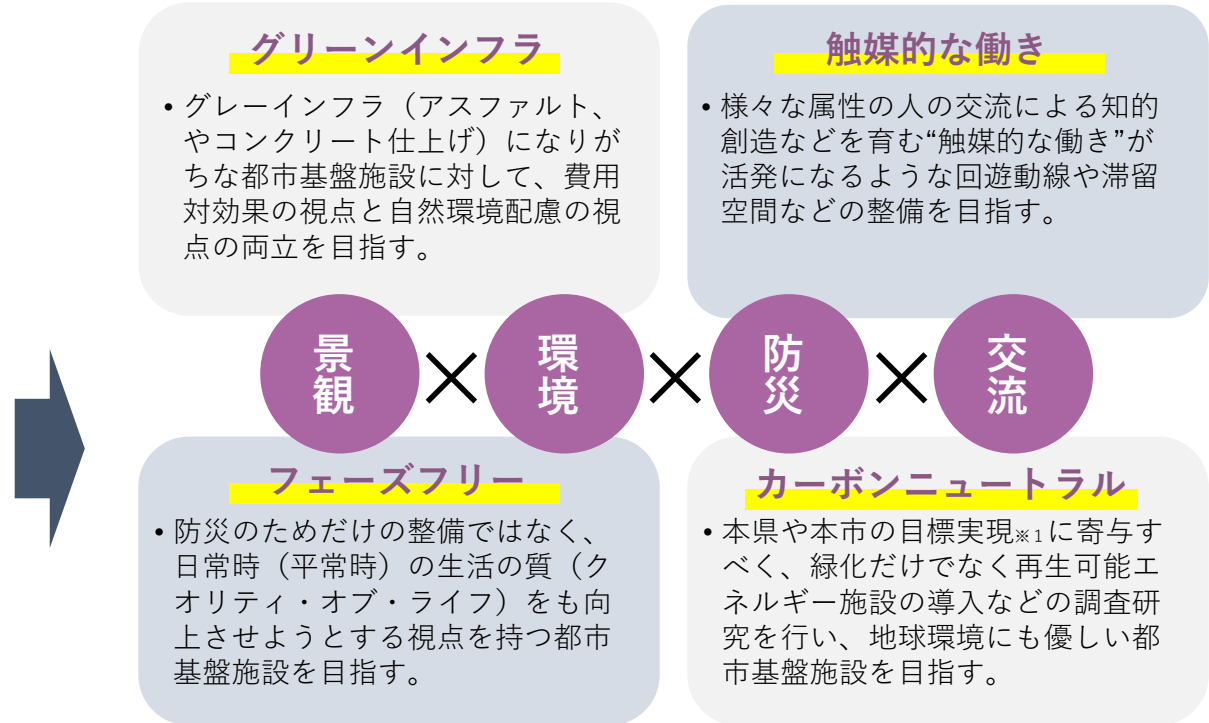 グリーンインフラ
• グレーインフラ（アスファルト、
やコンクリート仕上げ）になりが
ちな都市基盤施設に対して、費用
対効果の視点と自然環境配慮の視
点の両立を目指す。
触媒的な働き
• 様々な属性の人の交流による知的
創造などを育む“触媒的な働き”が
活発になるような回遊動線や滞留
空間などの整備を目指す。
景観×環境×防災×交流
フェーズフリー
• 防災のためだけの整備ではなく、
日常時（平常時）の生活の質（ク
オリティ・オブ・ライフ）をも向
上させようとする視点を持つ都市
基盤施設を目指す。
カーボンニュートラル
• 本県や本市の目標実現※1に寄与す
べく、緑化だけでなく再生可能エ
ネルギー施設の導入などの調査研
究を行い、地球環境にも優しい都
市基盤施設を目指す。